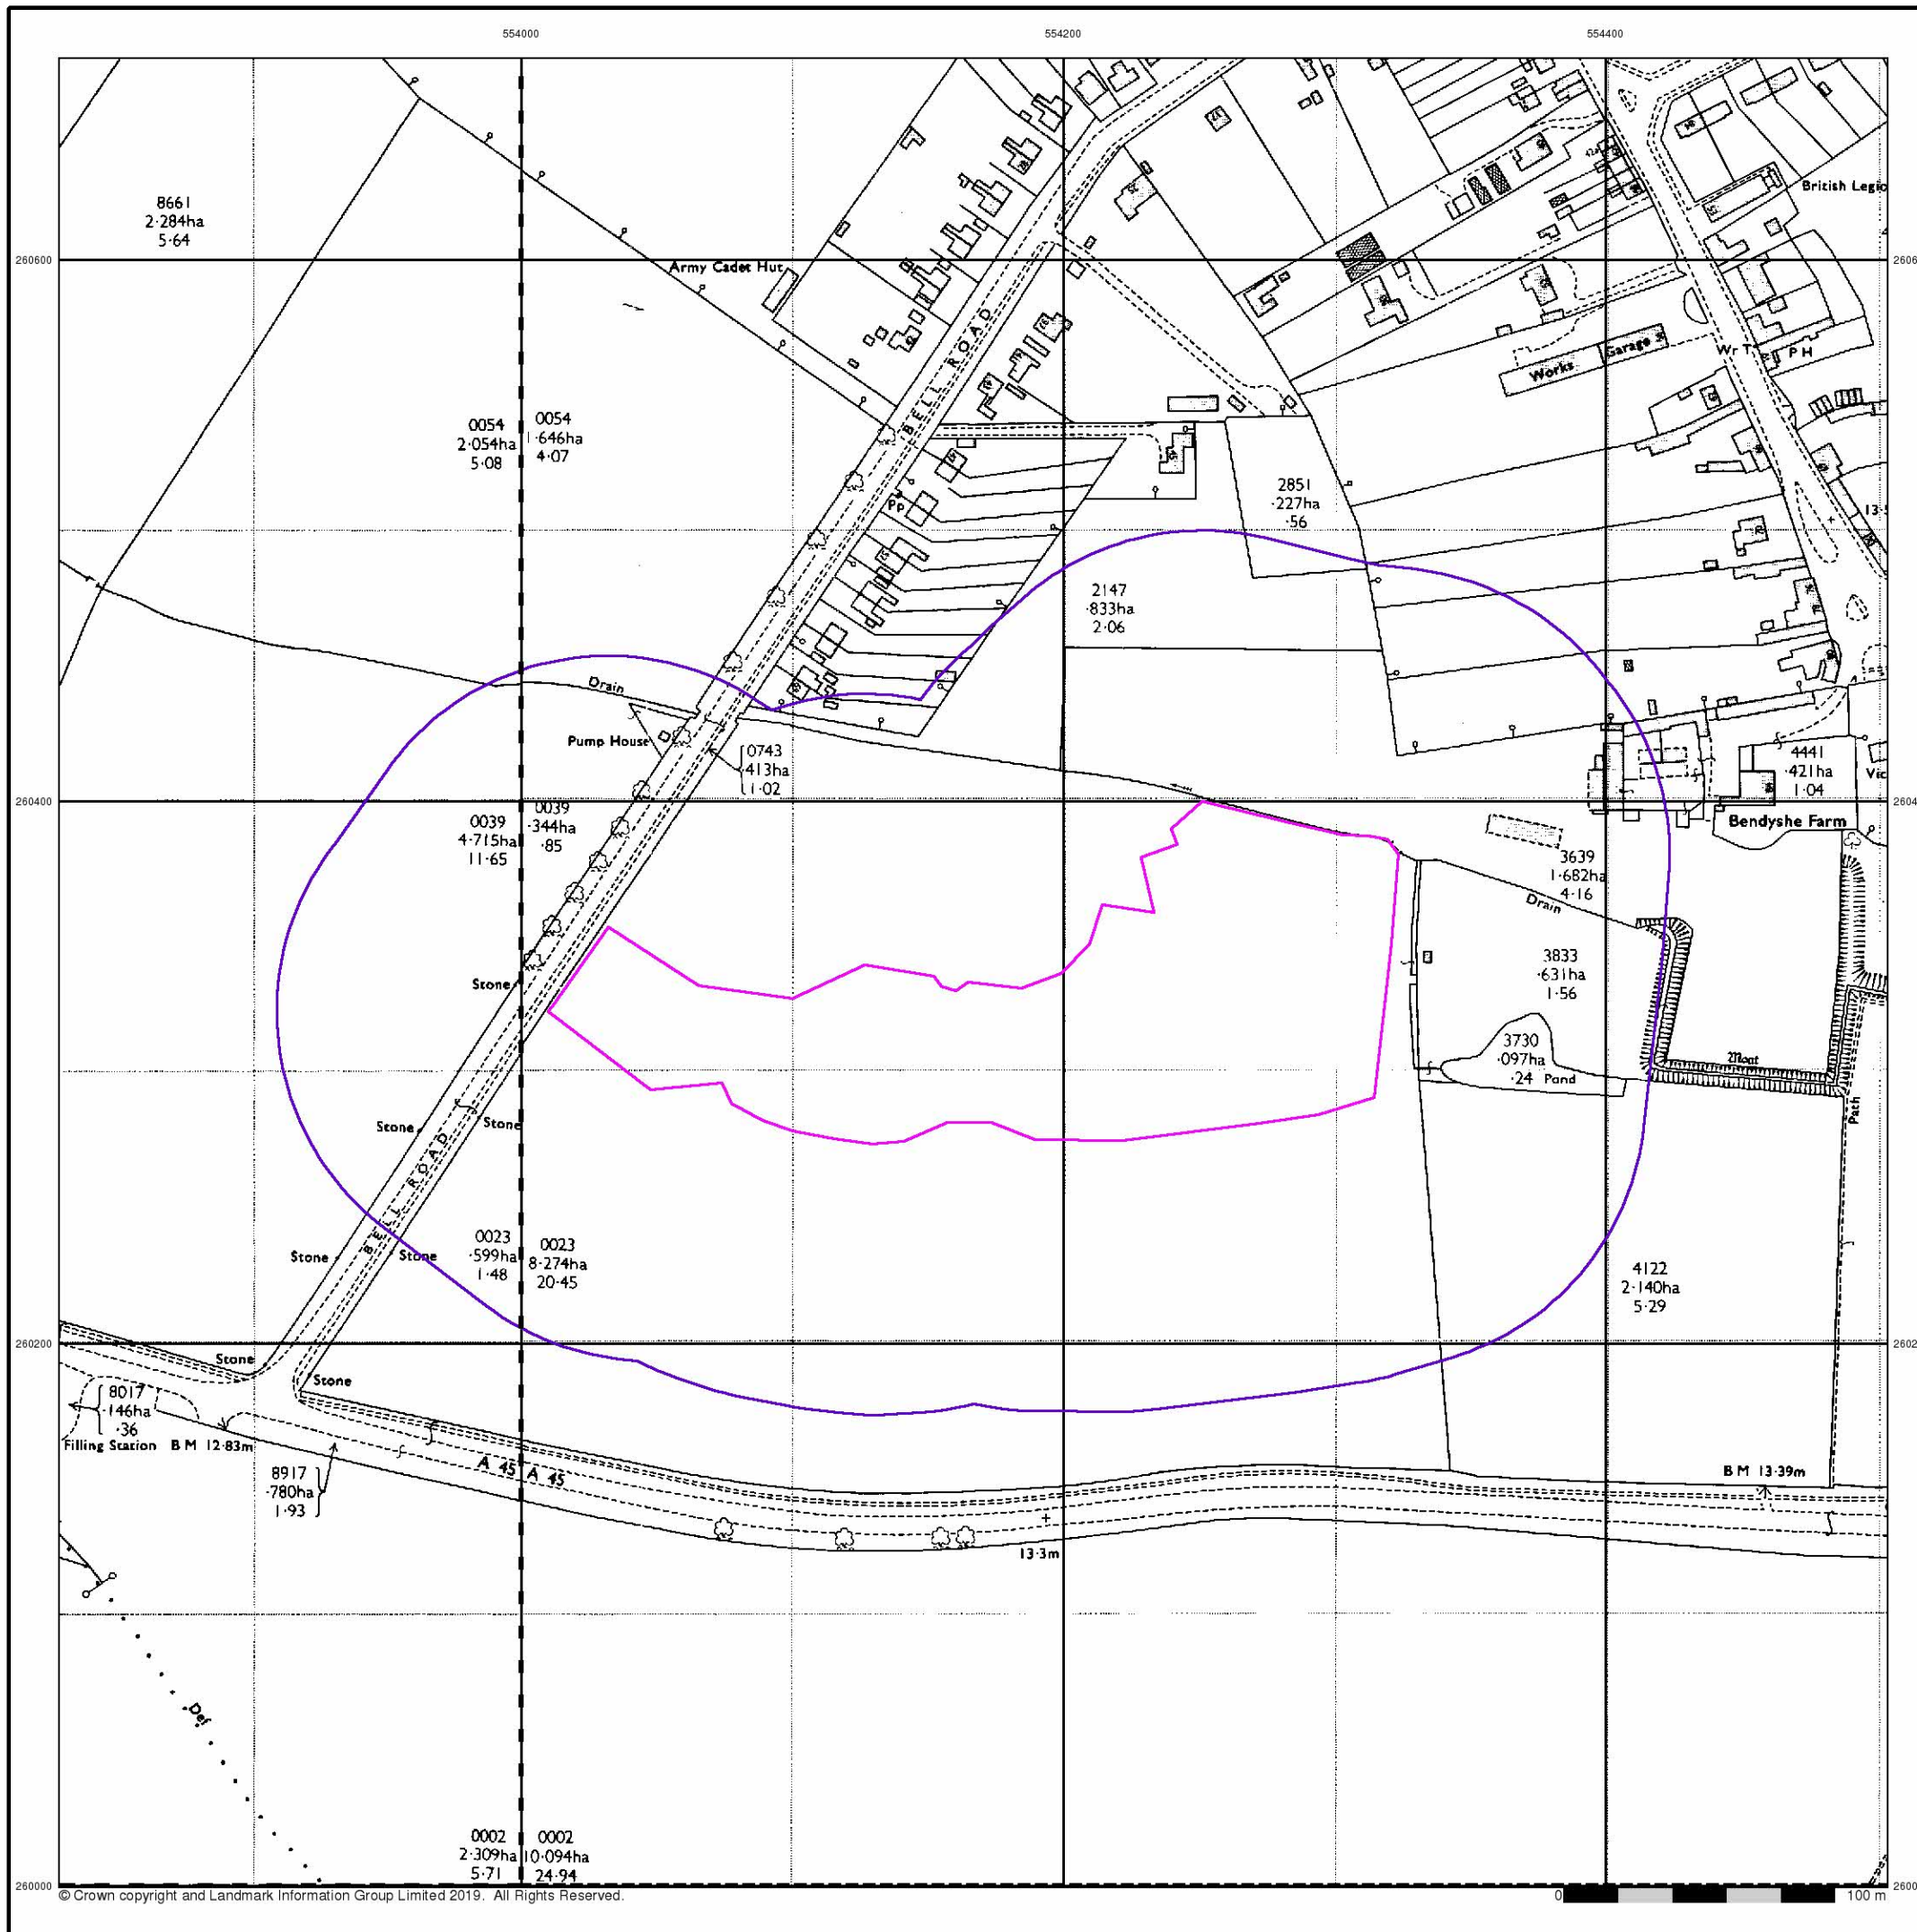 554000
554200
554400
8661
2·284ha
5·64
British Legio
260600
Army Cadet Hut
BELL ROAD
Works
Garage
Wr T
P H
0054
2·054ha
5·08
0054
1·646ha
4·07
2851
·227ha
·56
Pp
13·
2147
·833ha
2·06
Drain
Pump House
0743
·413ha
1·02
4441
·421ha
1·04
Vic
260400
Bendyshe Farm
0039
4·715ha
11·65
0039
·344ha
·85
3639
1·682ha
4·16
Drain
Stone
3833
·631ha
1·56
3730
·097ha
·24 Pond
Moat
Path
Stone
Stone
BELL ROAD
Stone
Stone
0023
·599ha
1·48
0023
8·274ha
20·45
4122
2·140ha
5·29
260200
Stone
Stone
8017
·146ha
·36
Filling Station
B M 12·83m
8917
·780ha
1·93
A 45
A 45
B M 13·39m
13·3m
Def
0002
2·309ha
5·71
0002
10·094ha
24·94
260000
© Crown copyright and Landmark Information Group Limited 2019. All Rights Reserved.
0
100 m